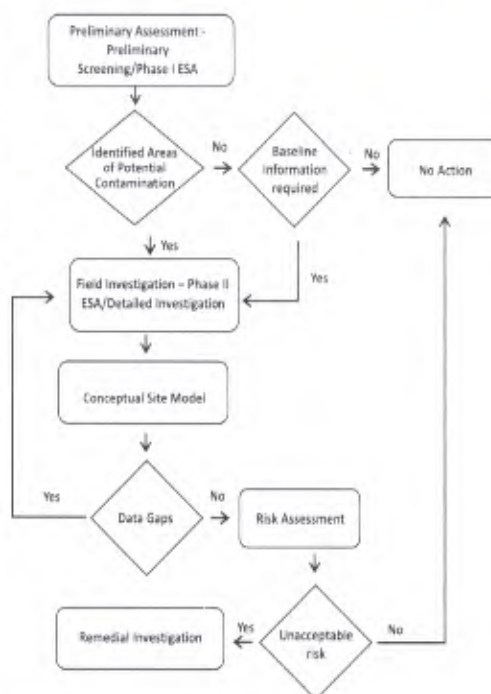 Preliminary Assessment -
Preliminary
Screening/Phase I ESA
Identified Areas
of Potential
Contamination
No
Baseline
Information
required
No
No Action
Yes
Yes
Field Investigation – Phase II
ESA/Detailed Investigation
Conceptual Site Model
Yes
Data Gaps
No
Risk Assessment
Remedial Investigation
Yes
Unacceptable
risk
No